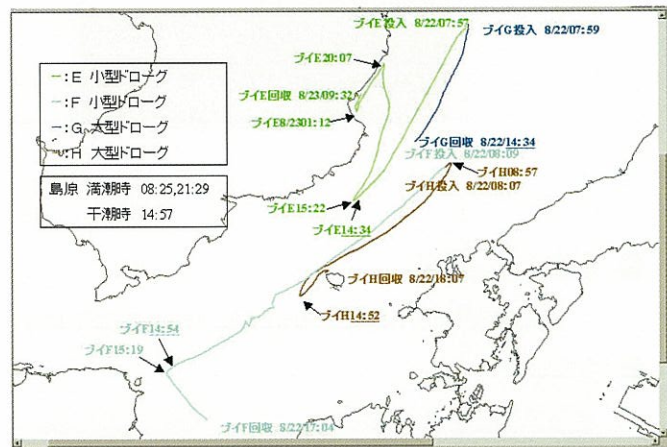 ブイE投入 8/22/07:57
ブイG投入 8/22/07:59
ブイE20:07
ブイE回収 8/23/09:32
ブイE8/2301:12
ブイG回収 8/22/14:34
ブイF投入 8/22/08:09
ブイH08:57
ブイH投入 8/22/08:07
ブイE15:22
ブイE14:34
ブイH回収 8/22/18:07
ブイH14:52
ブイF14:54
ブイF15:19
ブイF回収 8/22/17:04
―:E 小型ドローグ
―:F 小型ドローグ
―:G 大型ドローグ
―:H 大型ドローグ
島原 満潮時 08:25,21:29
干潮時 14:57